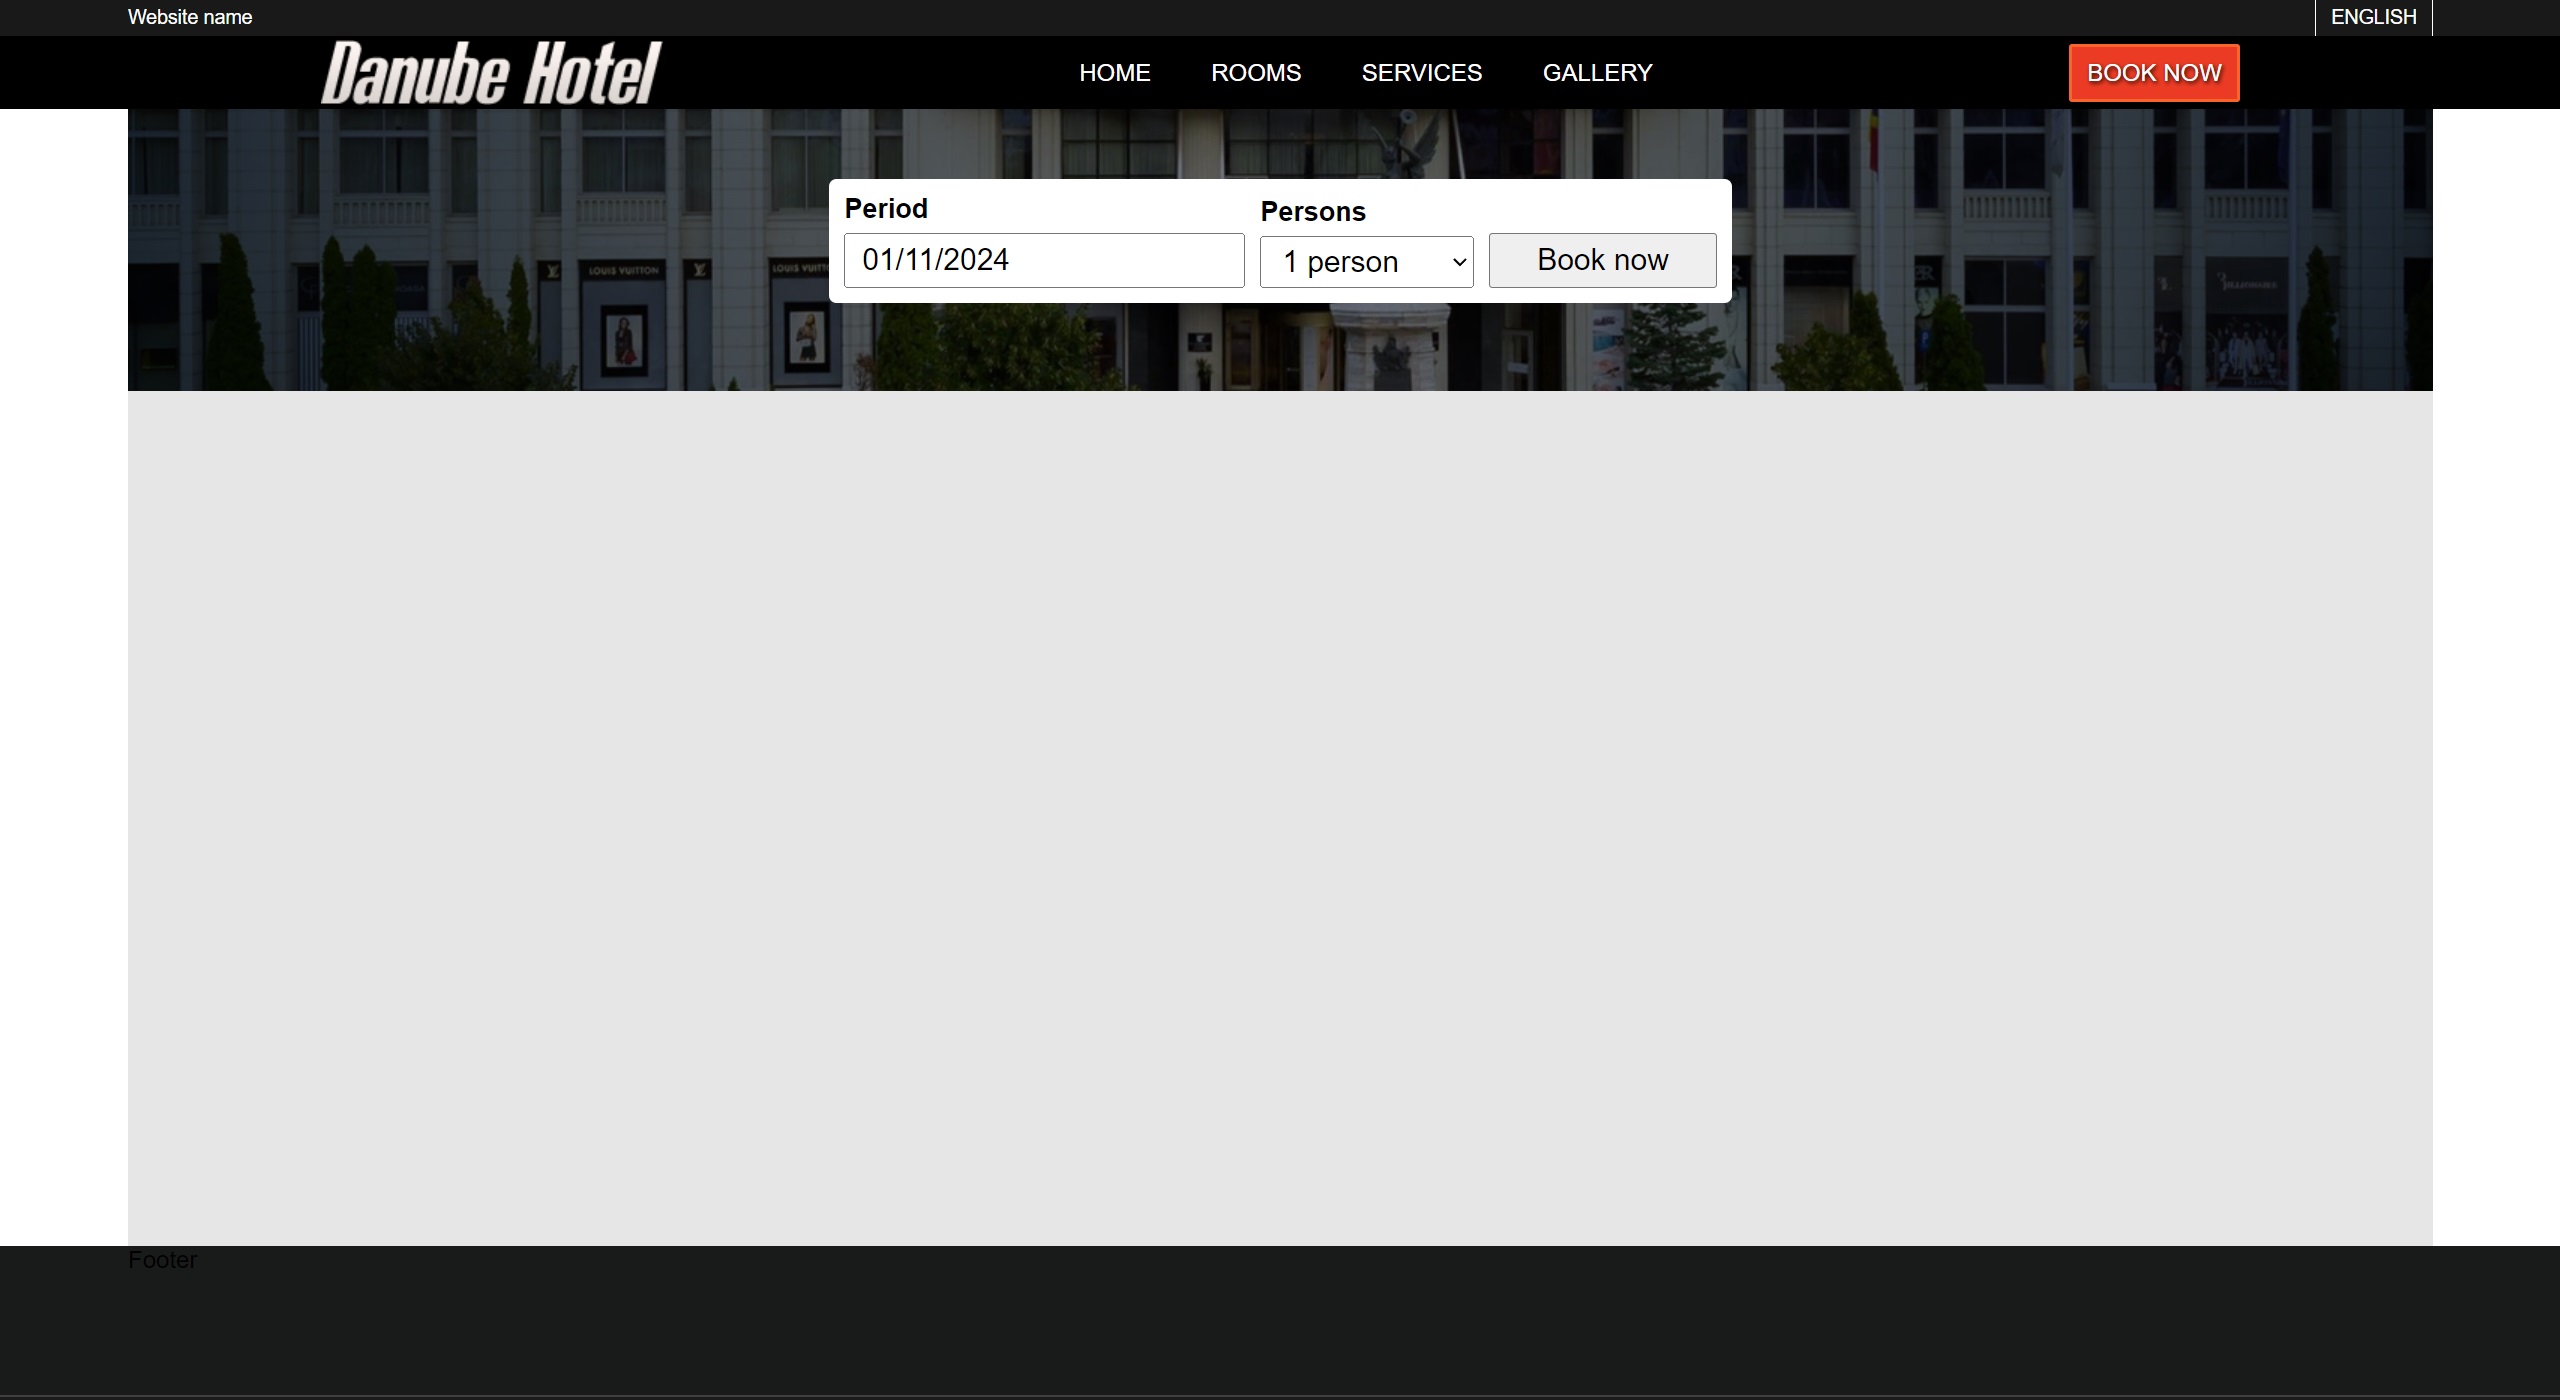 Website name
ENGLISH
Danube Hotel
HOME
ROOMS
SERVICES
GALLERY
BOOK NOW
Period
Persons
01/11/2024
1 person
Book now
LOUIS VUITTON
LOUIS VUITT
Footer